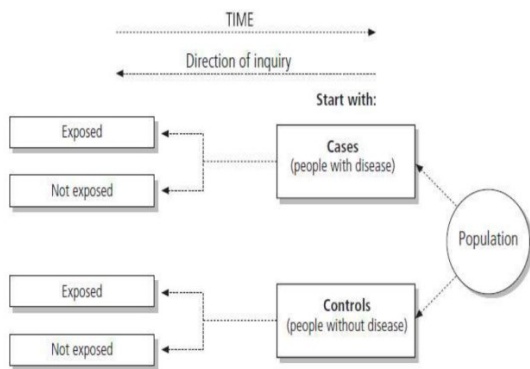 TIME
Direction of inquiry
Start with:
Exposed
Cases
(people with disease)
Not exposed
Population
Exposed
Controls
(people without disease)
Not exposed